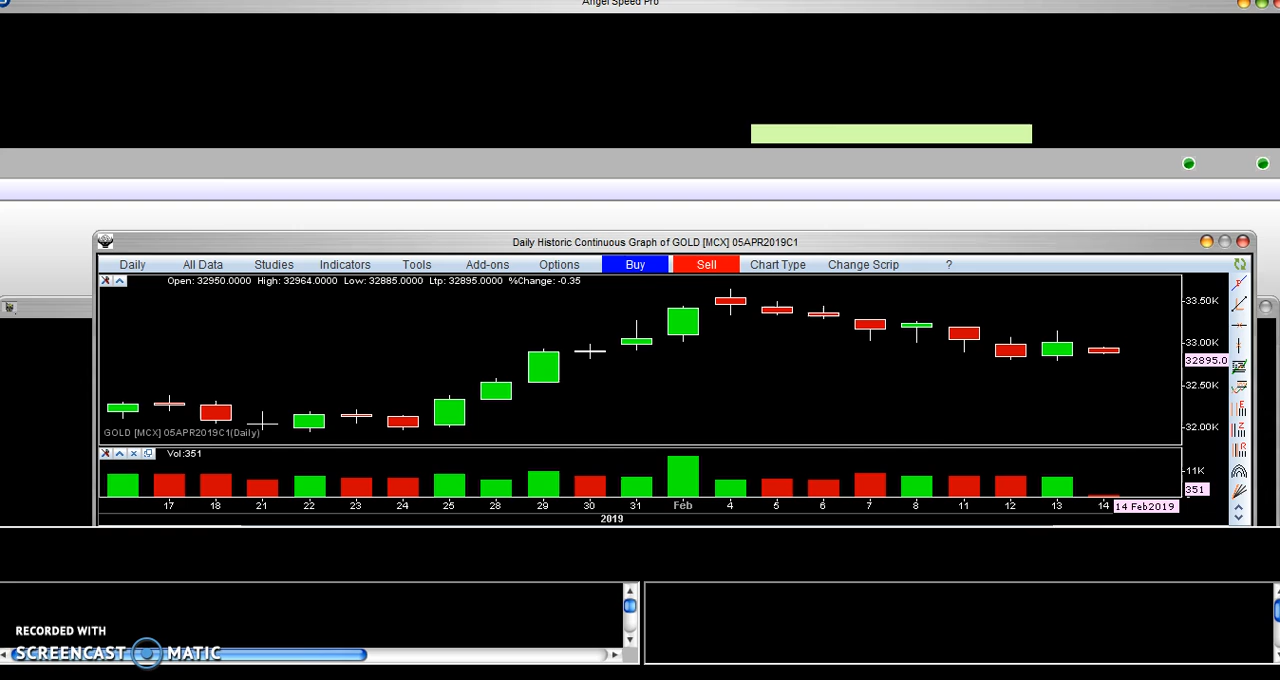 Angel Speed Pro
Daily Historic Continuous Graph of GOLD [MCX] 05APR2019C1
Daily All Data Studies Indicators Tools Add-ons Options Buy Sell Chart Type Change Scrip ?
Open: 32950.0000 High: 32964.0000 Low: 32885.0000 Ltp: 32895.0000 %Change: -0.35
33.50K
33.00K
32895.0
32.50K
32.00K
GOLD [MCX] 05APR2019C1(Daily)
Vol:351
11K
351
17 18 21 22 23 24 25 28 29 30 31 Feb 4 5 6 7 8 11 12 13 14 14 Feb2019
2019
RECORDED WITH
SCREENCAST MATIC